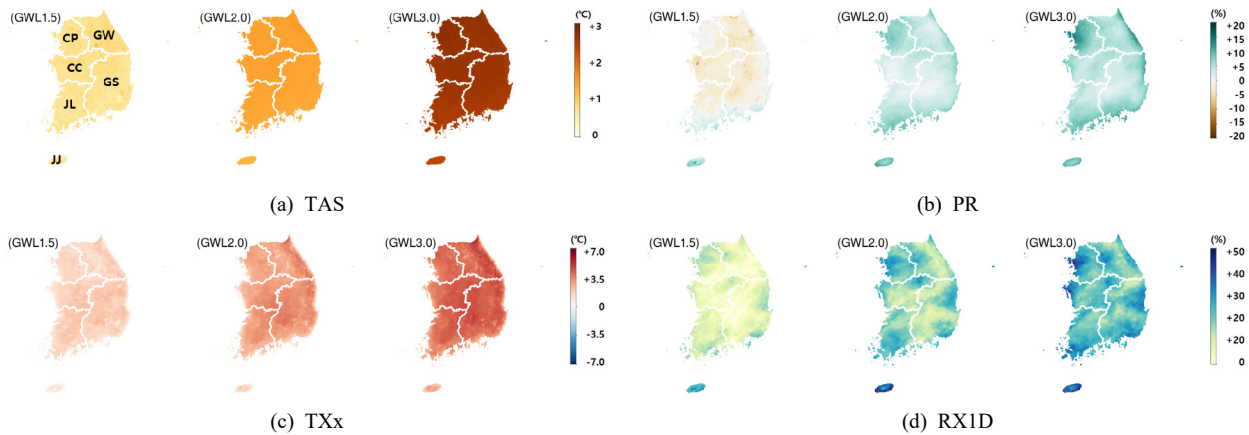 (GWL1.5)
(GWL2.0)
(GWL3.0)
(℃)
+3
+1
+1
0
CP
GW
CC
GS
JL
JJ
(a) TAS
(GWL1.5)
(GWL2.0)
(GWL3.0)
(%)
+20
+15
+10
+5
0
-5
-10
-15
-20
(b) PR
(GWL1.5)
(GWL2.0)
(GWL3.0)
(℃)
+7.0
+3.5
0
-3.5
-7.0
(c) TXx
(GWL1.5)
(GWL2.0)
(GWL3.0)
(%)
+50
+40
+30
+20
+20
0
(d) RX1D